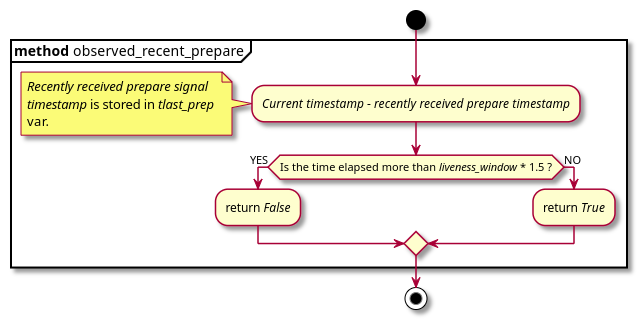 method observed_recent_prepare
Recently received prepare signal
timestamp is stored in tlast_prep
var.
Current timestamp - recently received prepare timestamp
YES
Is the time elapsed more than liveness_window * 1.5 ?
NO
return False
return True